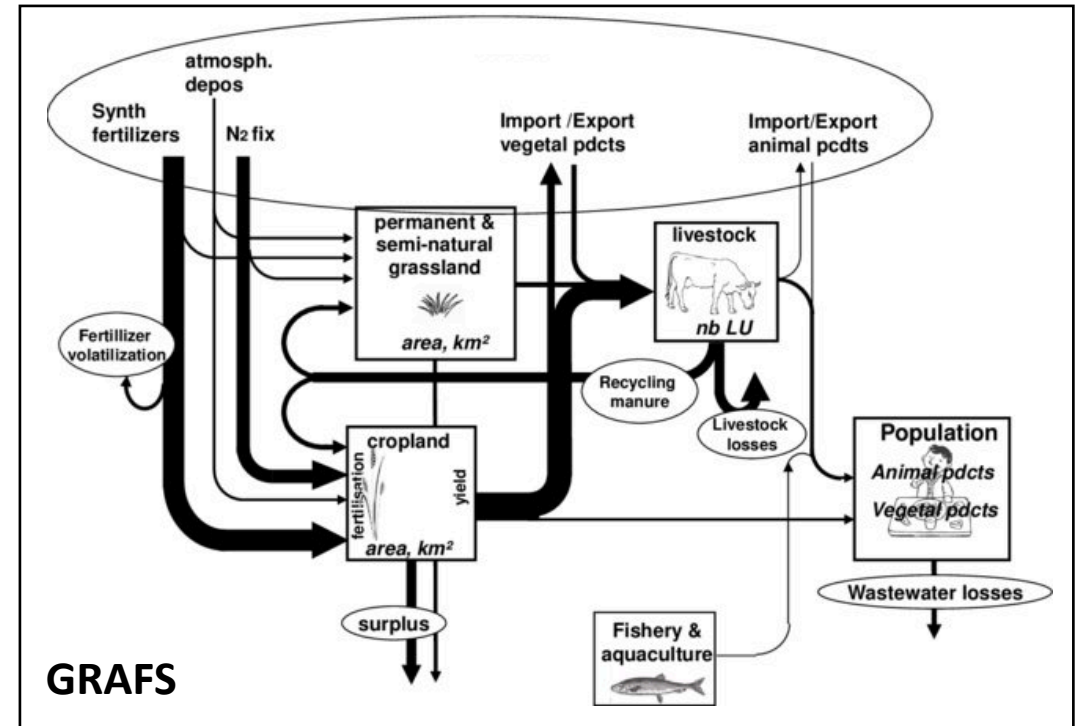 atmosph.
depos
Synth
fertilizers
N2 fix
Import /Export
vegetal pdcts
Import/Export
animal pcdts
permanent &
semi-natural
grassland
area, km²
livestock
nb LU
Fertillizer
volatilization
Recycling
manure
Livestock
losses
cropland
fertilisation
yield
area, km²
Population
Animal pdcts
Vegetal pdcts
Wastewater losses
surplus
Fishery &
aquaculture
GRAFS